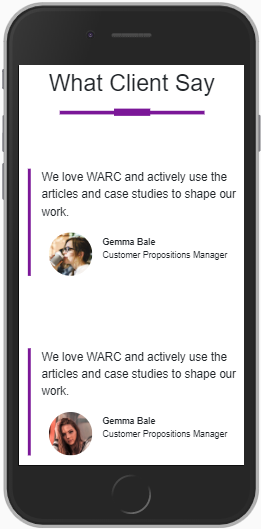 What Client Say
We love WARC and actively use the
articles and case studies to shape our
work.
Gemma Bale
Customer Propositions Manager
We love WARC and actively use the
articles and case studies to shape our
work.
Gemma Bale
Customer Propositions Manager